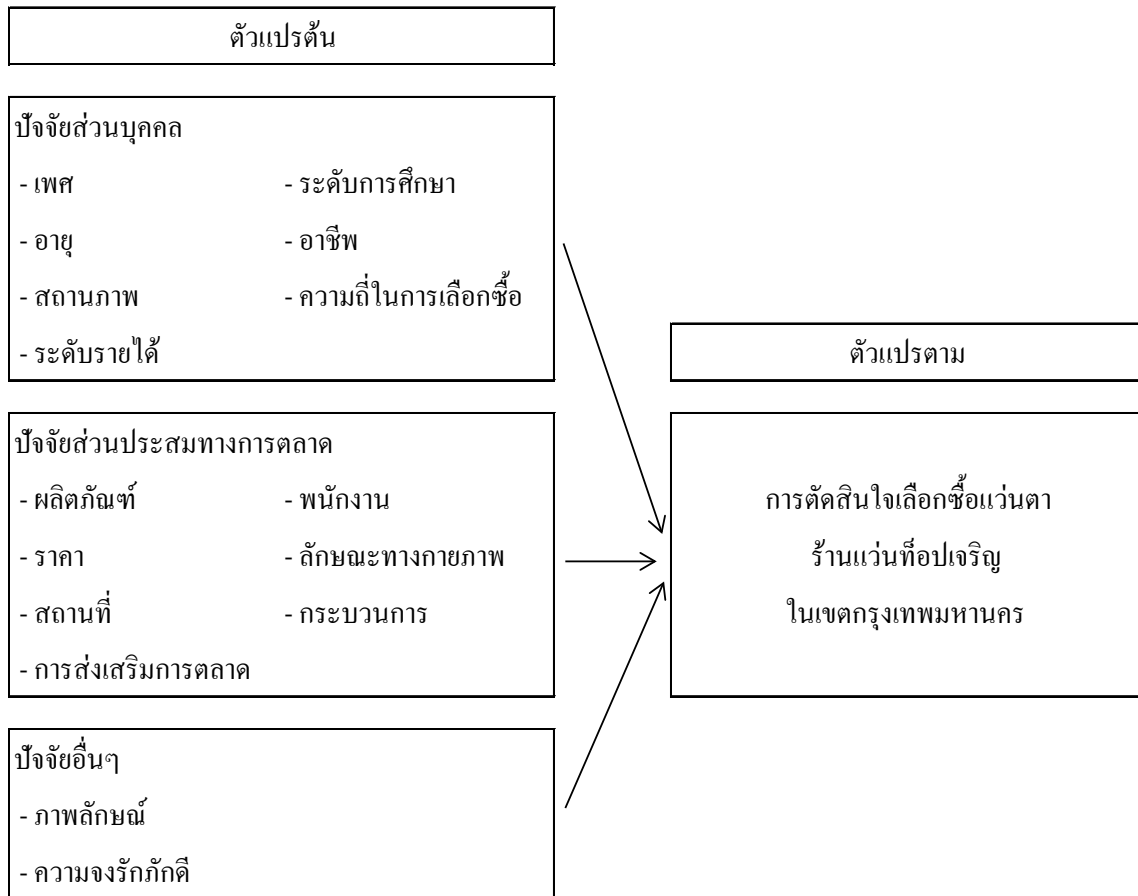 ตัวแปรต้น
ปัจจัยส่วนบุคคล
- เพศ - ระดับการศึกษา
- อายุ - อาชีพ
- สถานภาพ - ความถี่ในการเลือกซื้อ
- ระดับรายได้
ปัจจัยส่วนประสมทางการตลาด
- ผลิตภัณฑ์ - พนักงาน
- ราคา - ลักษณะทางกายภาพ
- สถานที่ - กระบวนการ
- การส่งเสริมการตลาด
ปัจจัยอื่นๆ
- ภาพลักษณ์
- ความจงรักภักดี
ตัวแปรตาม
การตัดสินใจเลือกซื้อแว่นตา
ร้านแว่นท็อปเจริญ
ในเขตกรุงเทพมหานคร